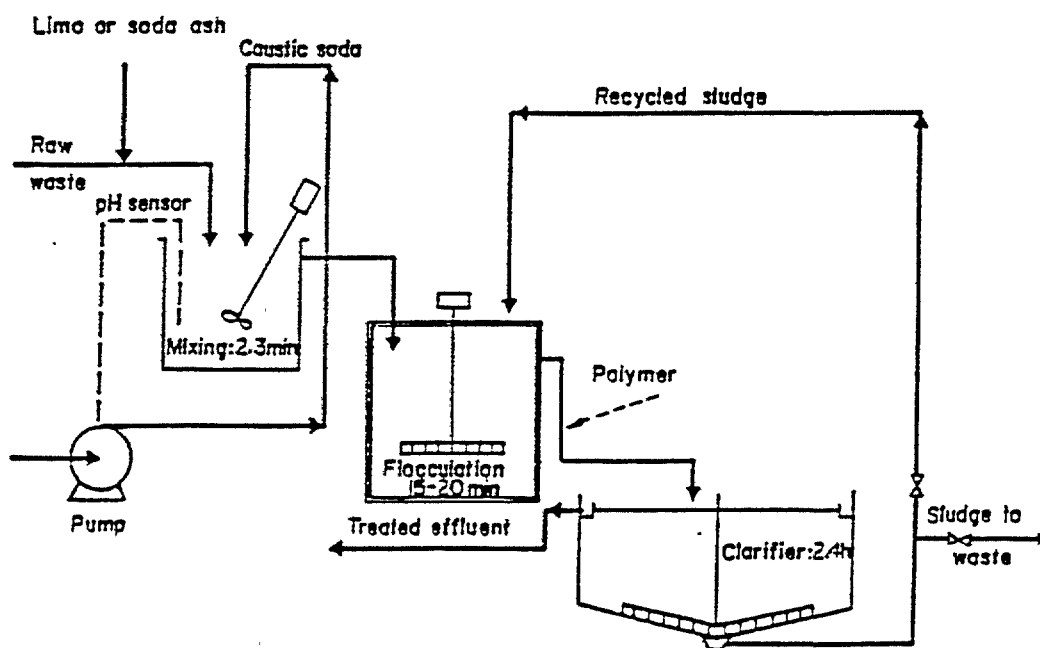 Lime or soda ash
Caustic soda
Recycled sludge
Raw
waste
pH sensor
Mixing:2.3min
Polymer
Flocculation
15-20 min
Pump
Treated effluent
Clarifier:2.4h
Sludge to
waste